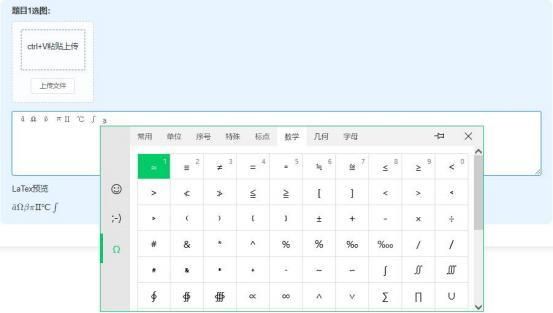 题目1选图:
ctrl+V粘贴上传
上传文件
π Ⅱ ℃ ∫
LaTex预览
常用 单位 序号 特殊 标点 数学 几何 字母
≈ 1 ≡ 2 ≠ 3 = 4 = 5 ≒ 6 ≌ 7 ≤ 8 ≥ 9 < 0
> ≮ ≯ ≦ ≧ [ ] < > <
> ( ) { } ± + - × ÷
# & * ^ % % ‰ ‱ / /
# & * + - ~ ∽ ∫ ∬ ∭
∮ ∯ ∰ ∝ ∞ ∧ ∨ ∑ ∏ ∪
;-)
Ω